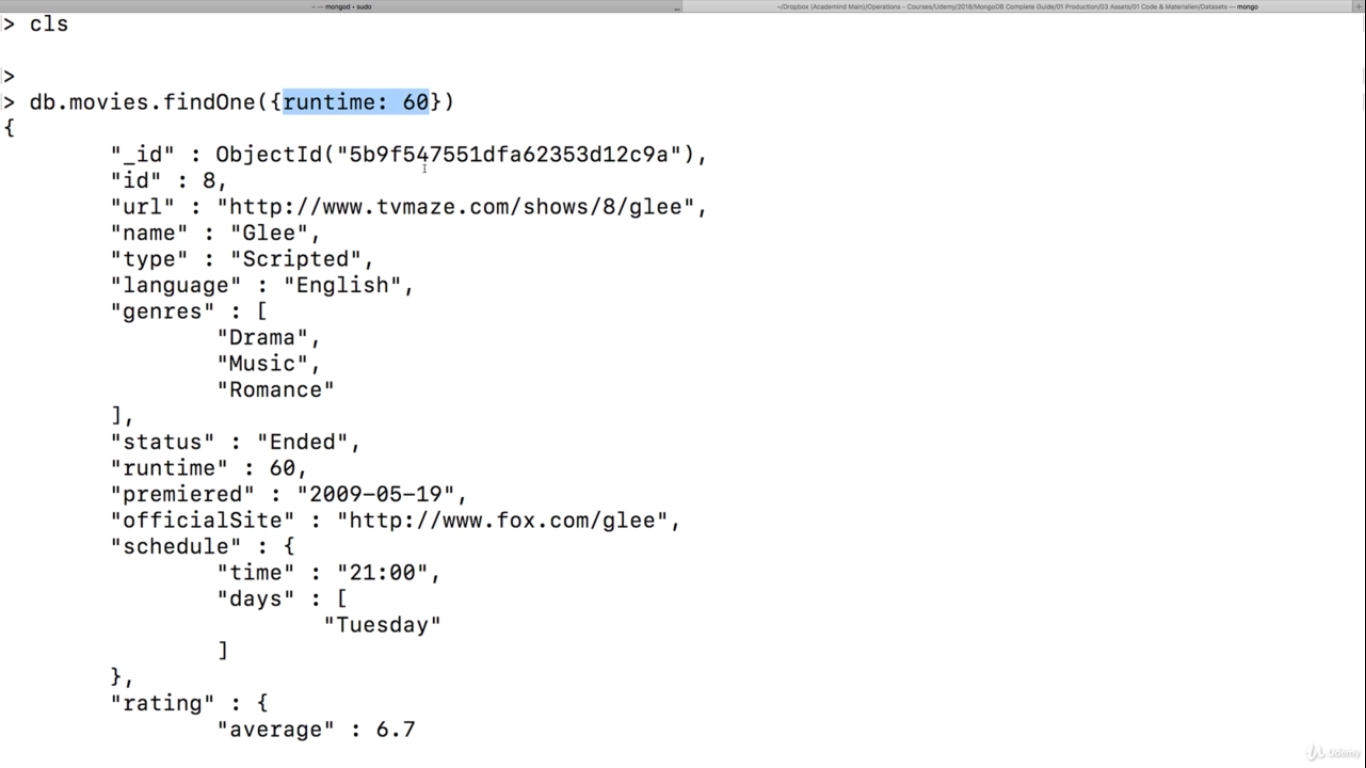 — — mongod • sudo
~/Dropbox (Academind Main)/Operations – Courses/Udemy/2018/MongoDB Complete Guide/01 Production/03 Assets/01 Code & Materialien/Datasets — mongo
> cls
>
> db.movies.findOne({runtime: 60})
{
"_id" : ObjectId("5b9f547551dfa62353d12c9a"),
"id" : 8,
"url" : "http://www.tvmaze.com/shows/8/glee",
"name" : "Glee",
"type" : "Scripted",
"language" : "English",
"genres" : [
"Drama",
"Music",
"Romance"
],
"status" : "Ended",
"runtime" : 60,
"premiered" : "2009-05-19",
"officialSite" : "http://www.fox.com/glee",
"schedule" : {
"time" : "21:00",
"days" : [
"Tuesday"
]
},
"rating" : {
"average" : 6.7
Udemy